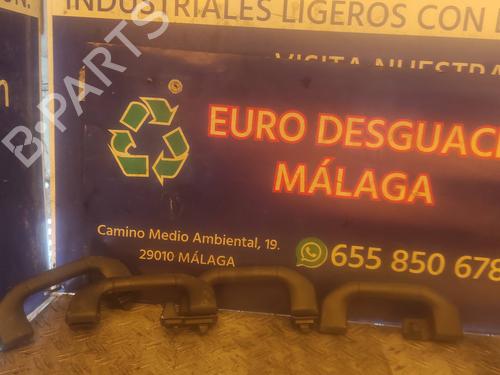 INDUSTRIALES LIGEROS CON
VISITA NUESTRA
B-PARTS
EURO DESGUAC
MÁLAGA
Camino Medio Ambiental, 19.
29010 MÁLAGA
655 850 678